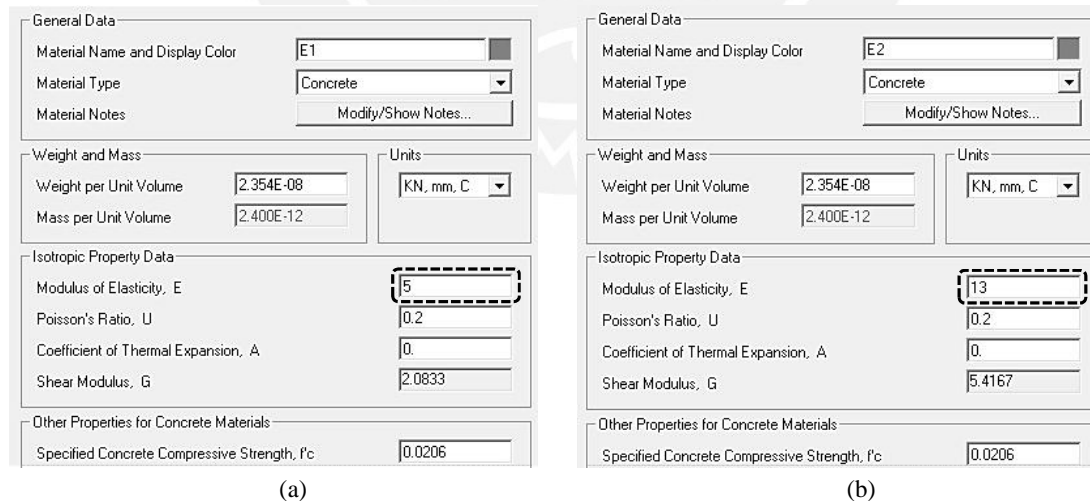 General Data
Material Name and Display Color E1
Material Type Concrete
Material Notes Modify/Show Notes...
Weight and Mass Units
Weight per Unit Volume 2.354E-08 KN, mm, C
Mass per Unit Volume 2.400E-12
Isotropic Property Data
Modulus of Elasticity, E 5
Poisson's Ratio, U 0.2
Coefficient of Thermal Expansion, A 0.
Shear Modulus, G 2.0833
Other Properties for Concrete Materials
Specified Concrete Compressive Strength, f'c 0.0206
(a)
General Data
Material Name and Display Color E2
Material Type Concrete
Material Notes Modify/Show Notes...
Weight and Mass Units
Weight per Unit Volume 2.354E-08 KN, mm, C
Mass per Unit Volume 2.400E-12
Isotropic Property Data
Modulus of Elasticity, E 13
Poisson's Ratio, U 0.2
Coefficient of Thermal Expansion, A 0.
Shear Modulus, G 5.4167
Other Properties for Concrete Materials
Specified Concrete Compressive Strength, f'c 0.0206
(b)